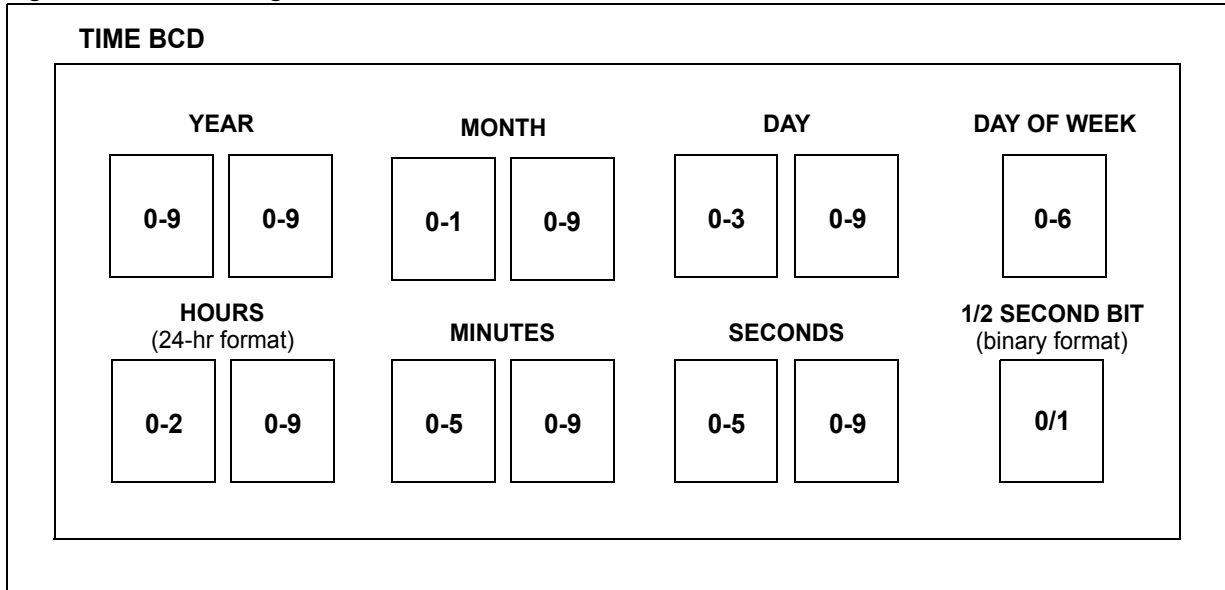 TIME BCD
YEAR MONTH DAY DAY OF WEEK
0-9 0-9 0-1 0-9 0-3 0-9 0-6
HOURS
(24-hr format)
MINUTES SECONDS
1/2 SECOND BIT
(binary format)
0-2 0-9 0-5 0-9 0-5 0-9 0/1